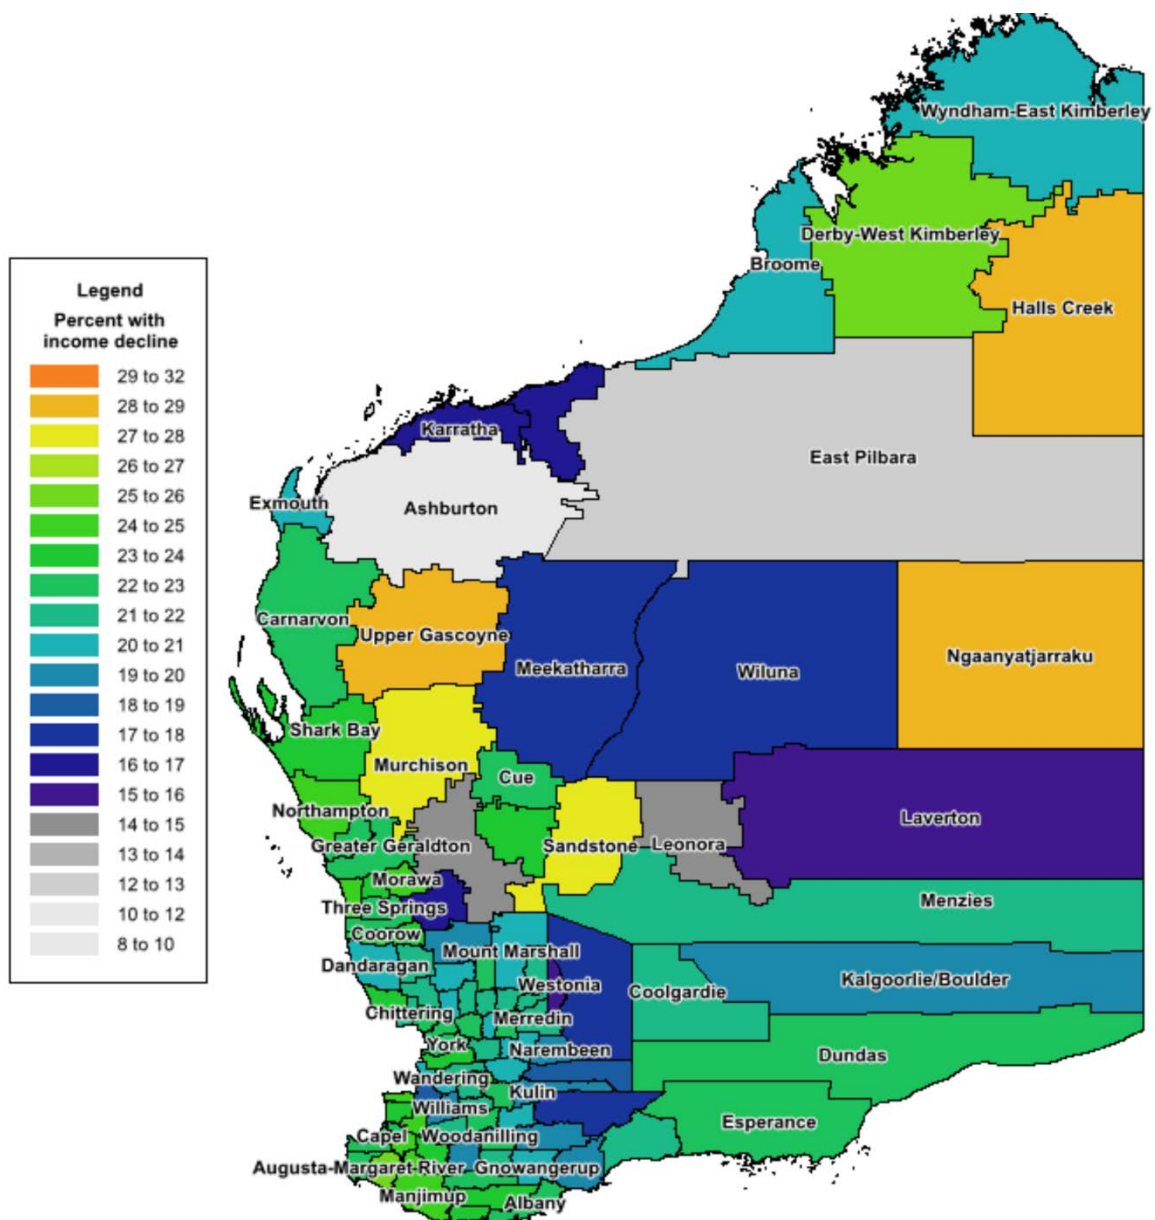 Wyndham-East Kimberley
Derby-West Kimberley
Broome
Halls Creek
Legend
Percent with
income decline
29 to 32
28 to 29
27 to 28
26 to 27
25 to 26
24 to 25
23 to 24
22 to 23
21 to 22
20 to 21
19 to 20
18 to 19
17 to 18
16 to 17
15 to 16
14 to 15
13 to 14
12 to 13
10 to 12
8 to 10
Karratha
East Pilbara
Exmouth
Ashburton
Carnarvon
Upper Gascoyne
Meekatharra
Wiluna
Ngaanyatjarraku
Shark Bay
Murchison
Cue
Northampton
Laverton
Greater Geraldton
Sandstone
Leonora
Morawa
Three Springs
Menzies
Coorow
Mount Marshall
Dandaragan
Westonia
Coolgardie
Kalgoorlie/Boulder
Chittering
Merredin
York
Narembeen
Dundas
Wandering
Kulin
Williams
Esperance
Capel
Woodanilling
Augusta-Margaret-River
Gnowangerup
Manjimup
Albany